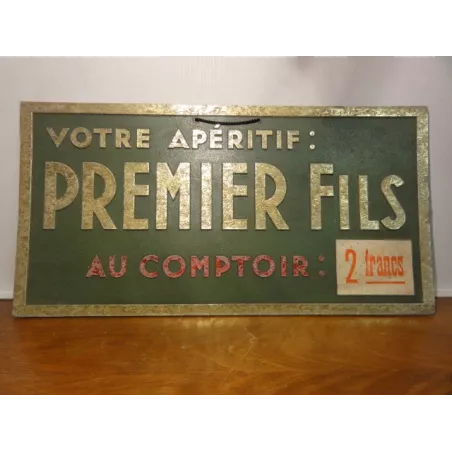 VOTRE APÉRITIF :
PREMIER FILS
AU COMPTOIR : 2 francs